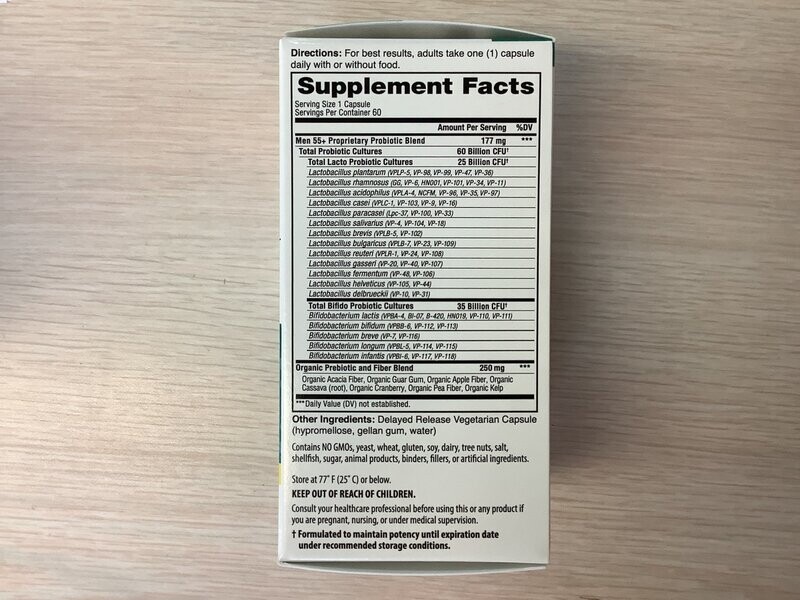 Directions: For best results, adults take one (1) capsule
daily with or without food.
Supplement Facts
Serving Size 1 Capsule
Servings Per Container 60
Amount Per Serving %DV
Men 55+ Proprietary Probiotic Blend 177 mg ***
Total Probiotic Cultures 60 Billion CFU†
Total Lacto Probiotic Cultures 25 Billion CFU†
Lactobacillus plantarum (VPLP-5, VP-98, VP-99, VP-47, VP-36)
Lactobacillus rhamnosus (GG, VP-6, HN001, VP-101, VP-34, VP-11)
Lactobacillus acidophilus (VPLA-4, NCFM, VP-96, VP-35, VP-97)
Lactobacillus casei (VPLC-1, VP-103, VP-9, VP-16)
Lactobacillus paracasei (Lpc-37, VP-100, VP-33)
Lactobacillus salivarius (VP-4, VP-104, VP-18)
Lactobacillus brevis (VPLB-5, VP-102)
Lactobacillus bulgaricus (VPLB-7, VP-23, VP-109)
Lactobacillus reuteri (VPLR-1, VP-24, VP-108)
Lactobacillus gasseri (VP-20, VP-40, VP-107)
Lactobacillus fermentum (VP-48, VP-106)
Lactobacillus helveticus (VP-105, VP-44)
Lactobacillus delbrueckii (VP-10, VP-31)
Total Bifido Probiotic Cultures 35 Billion CFU†
Bifidobacterium lactis (VPBA-4, BI-07, B-420, HN019, VP-110, VP-111)
Bifidobacterium bifidum (VPBB-6, VP-112, VP-113)
Bifidobacterium breve (VP-7, VP-116)
Bifidobacterium longum (VPBL-5, VP-114, VP-115)
Bifidobacterium infantis (VPBI-6, VP-117, VP-118)
Organic Prebiotic and Fiber Blend 250 mg ***
Organic Acacia Fiber, Organic Guar Gum, Organic Apple Fiber, Organic
Cassava (root), Organic Cranberry, Organic Pea Fiber, Organic Kelp
***Daily Value (DV) not established.
Other Ingredients: Delayed Release Vegetarian Capsule
(hypromellose, gellan gum, water)
Contains NO GMOs, yeast, wheat, gluten, soy, dairy, tree nuts, salt,
shellfish, sugar, animal products, binders, fillers, or artificial ingredients.
Store at 77˚ F (25˚ C) or below.
KEEP OUT OF REACH OF CHILDREN.
Consult your healthcare professional before using this or any product if
you are pregnant, nursing, or under medical supervision.
† Formulated to maintain potency until expiration date
under recommended storage conditions.